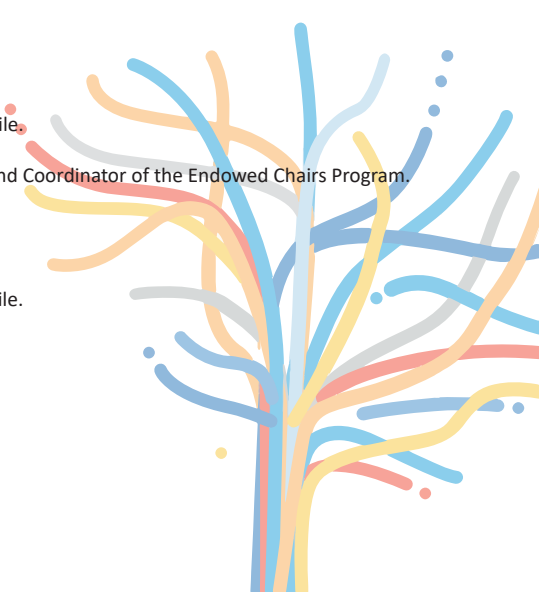 ile.
nd Coordinator of the Endowed Chairs Program.
ile.